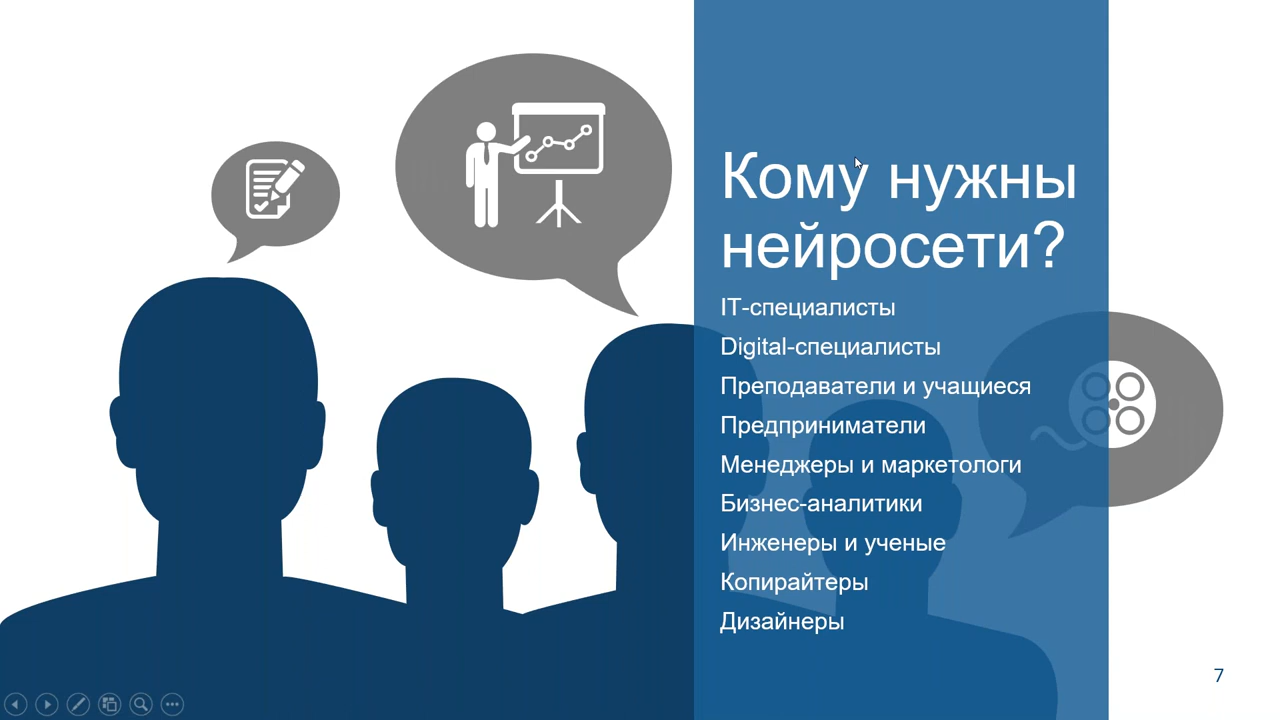 Кому нужны
нейросети?
IT-специалисты
Digital-специалисты
Преподаватели и учащиеся
Предприниматели
Менеджеры и маркетологи
Бизнес-аналитики
Инженеры и ученые
Копирайтеры
Дизайнеры
7